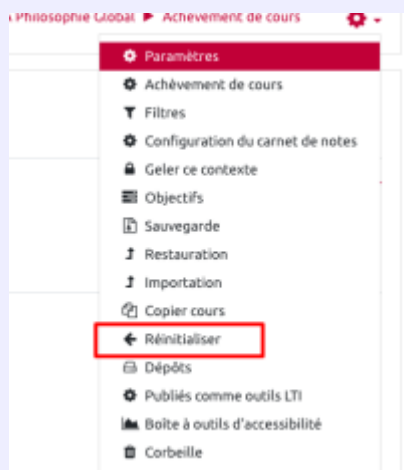 Philosophie Global ▶ Achèvement de cours
Paramètres
Achèvement de cours
Filtres
Configuration du carnet de notes
Geler ce contexte
Objectifs
Sauvegarde
Restauration
Importation
Copier cours
Réinitialiser
Dépôts
Publiés comme outils LTI
Boîte à outils d'accessibilité
Corbeille